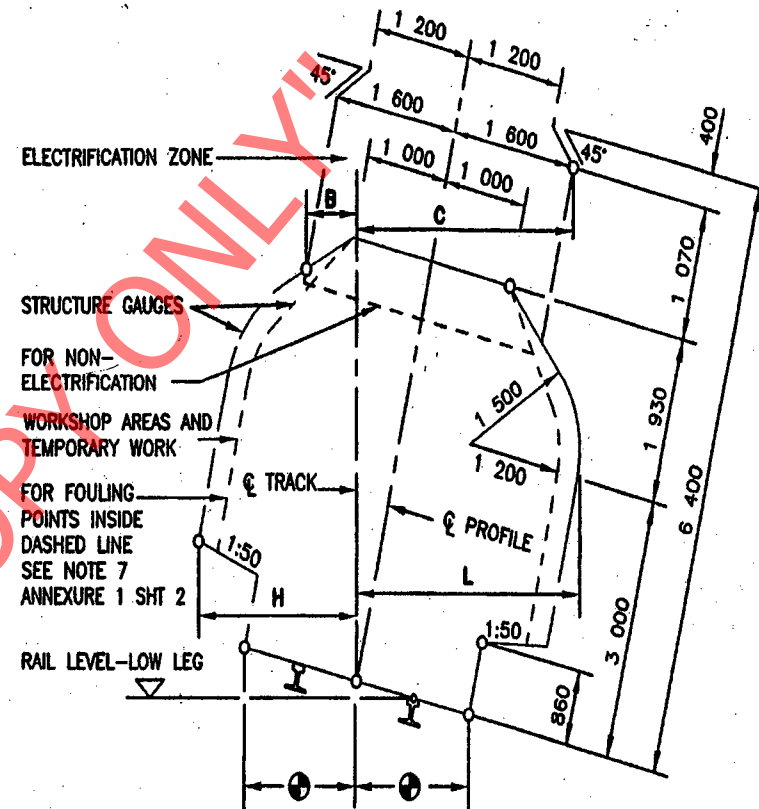 1 200
1 200
45°
1 600
1 600
45°
400
ELECTRIFICATION ZONE
1 000
1 000
B
C
1 070
STRUCTURE GAUGES
FOR NON-
ELECTRIFICATION
1 500
1 930
WORKSHOP AREAS AND
TEMPORARY WORK
1 200
6 400
℄ TRACK
FOR FOULING
POINTS INSIDE
DASHED LINE
SEE NOTE 7
ANNEXURE 1 SHT 2
℄ PROFILE
1:50
H
L
1:50
3 000
RAIL LEVEL-LOW LEG
860
OPY ONLY"